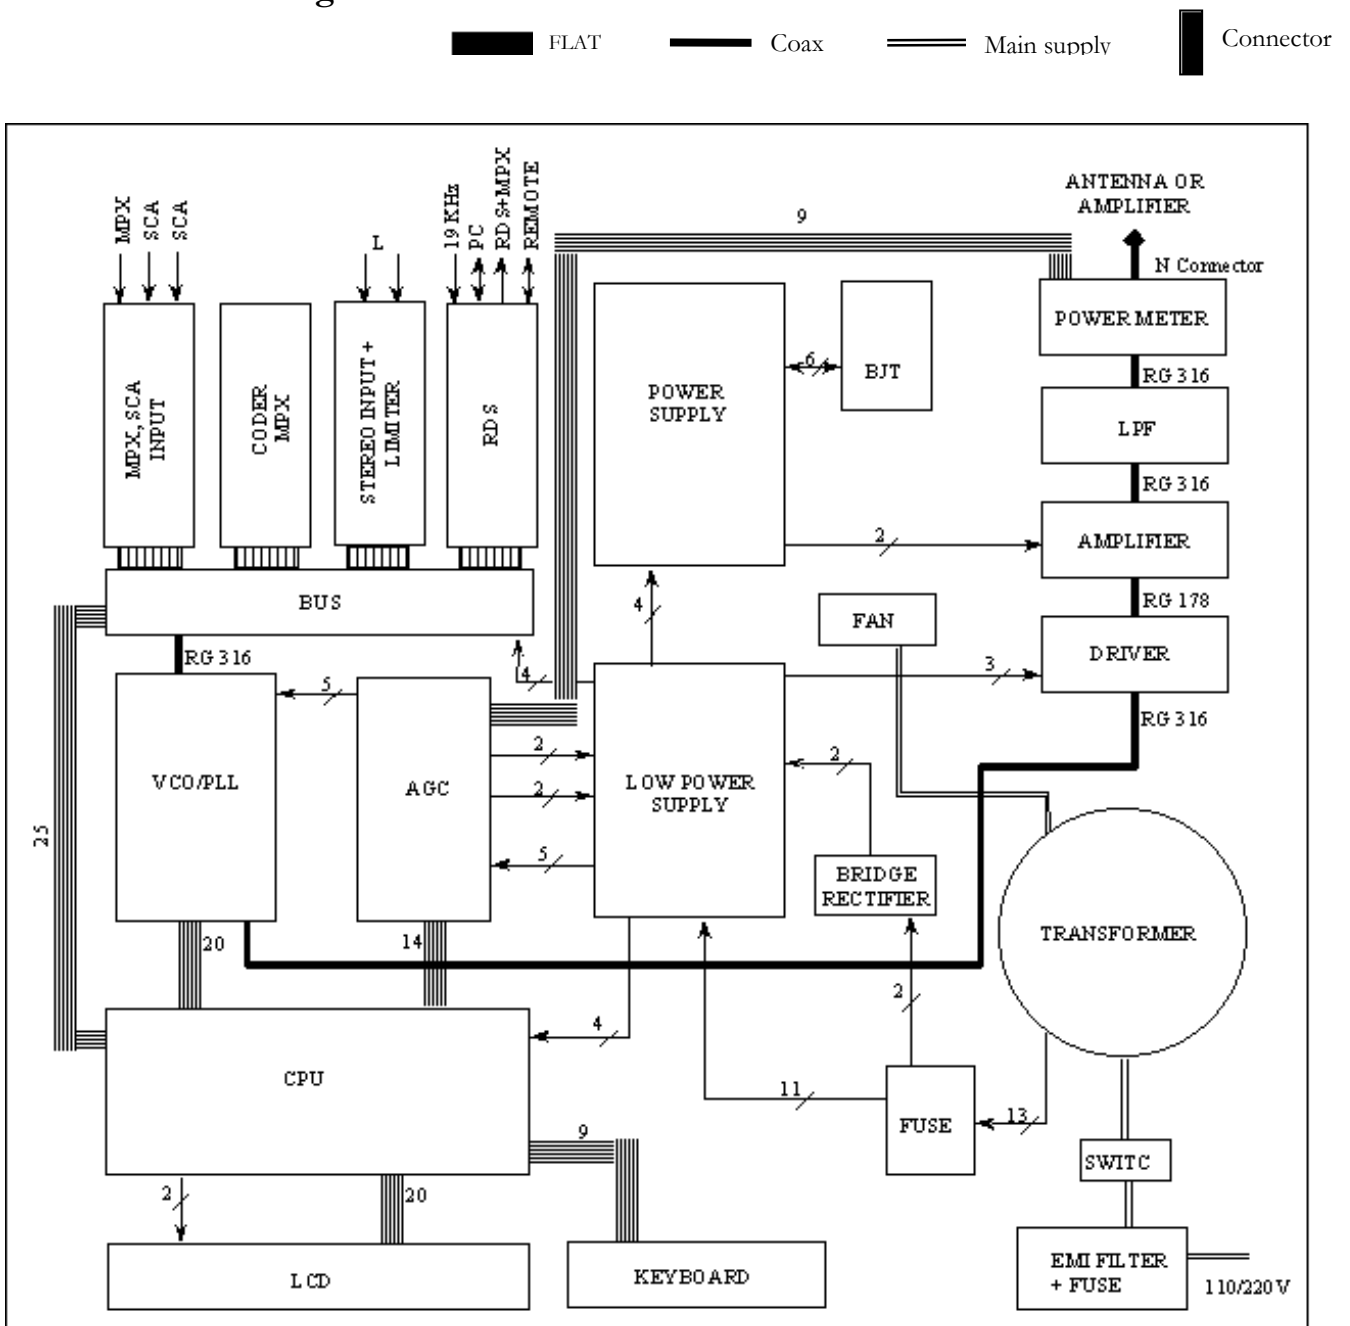 FLAT
Coax
Main supply
Connector
ANTENNA OR
AMPLIFIER
N Connector
9
MPX
SCA
SCA
L
19 KHz
PC
RDS+MPX
REMOTE
MPX, SCA
INPUT
CODER
MPX
STEREO INPUT +
LIMITER
RDS
POWER
SUPPLY
6
BJT
POWER METER
RG 316
LPF
RG 316
2
AMPLIFIER
RG 178
BUS
4
FAN
DRIVER
RG 316
4
3
RG 316
5
VCO/PLL
AGC
2
2
5
LOW POWER
SUPPLY
2
BRIDGE
RECTIFIER
25
TRANSFORMER
20
14
2
4
CPU
11
FUSE
13
9
SWITC
2
20
LCD
KEYBOARD
EMI FILTER
+ FUSE
110/220V